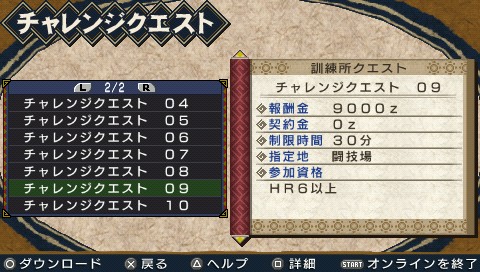 チャレンジクエスト
L 2/2 R
チャレンジクエスト 04
チャレンジクエスト 05
チャレンジクエスト 06
チャレンジクエスト 07
チャレンジクエスト 08
チャレンジクエスト 09
チャレンジクエスト 10
訓練所クエスト
チャレンジクエスト 09
報酬金 9000z
契約金 0z
制限時間 30分
指定地 闘技場
参加資格
HR6以上
○ダウンロード ×戻る △ヘルプ □詳細 START オンラインを終了